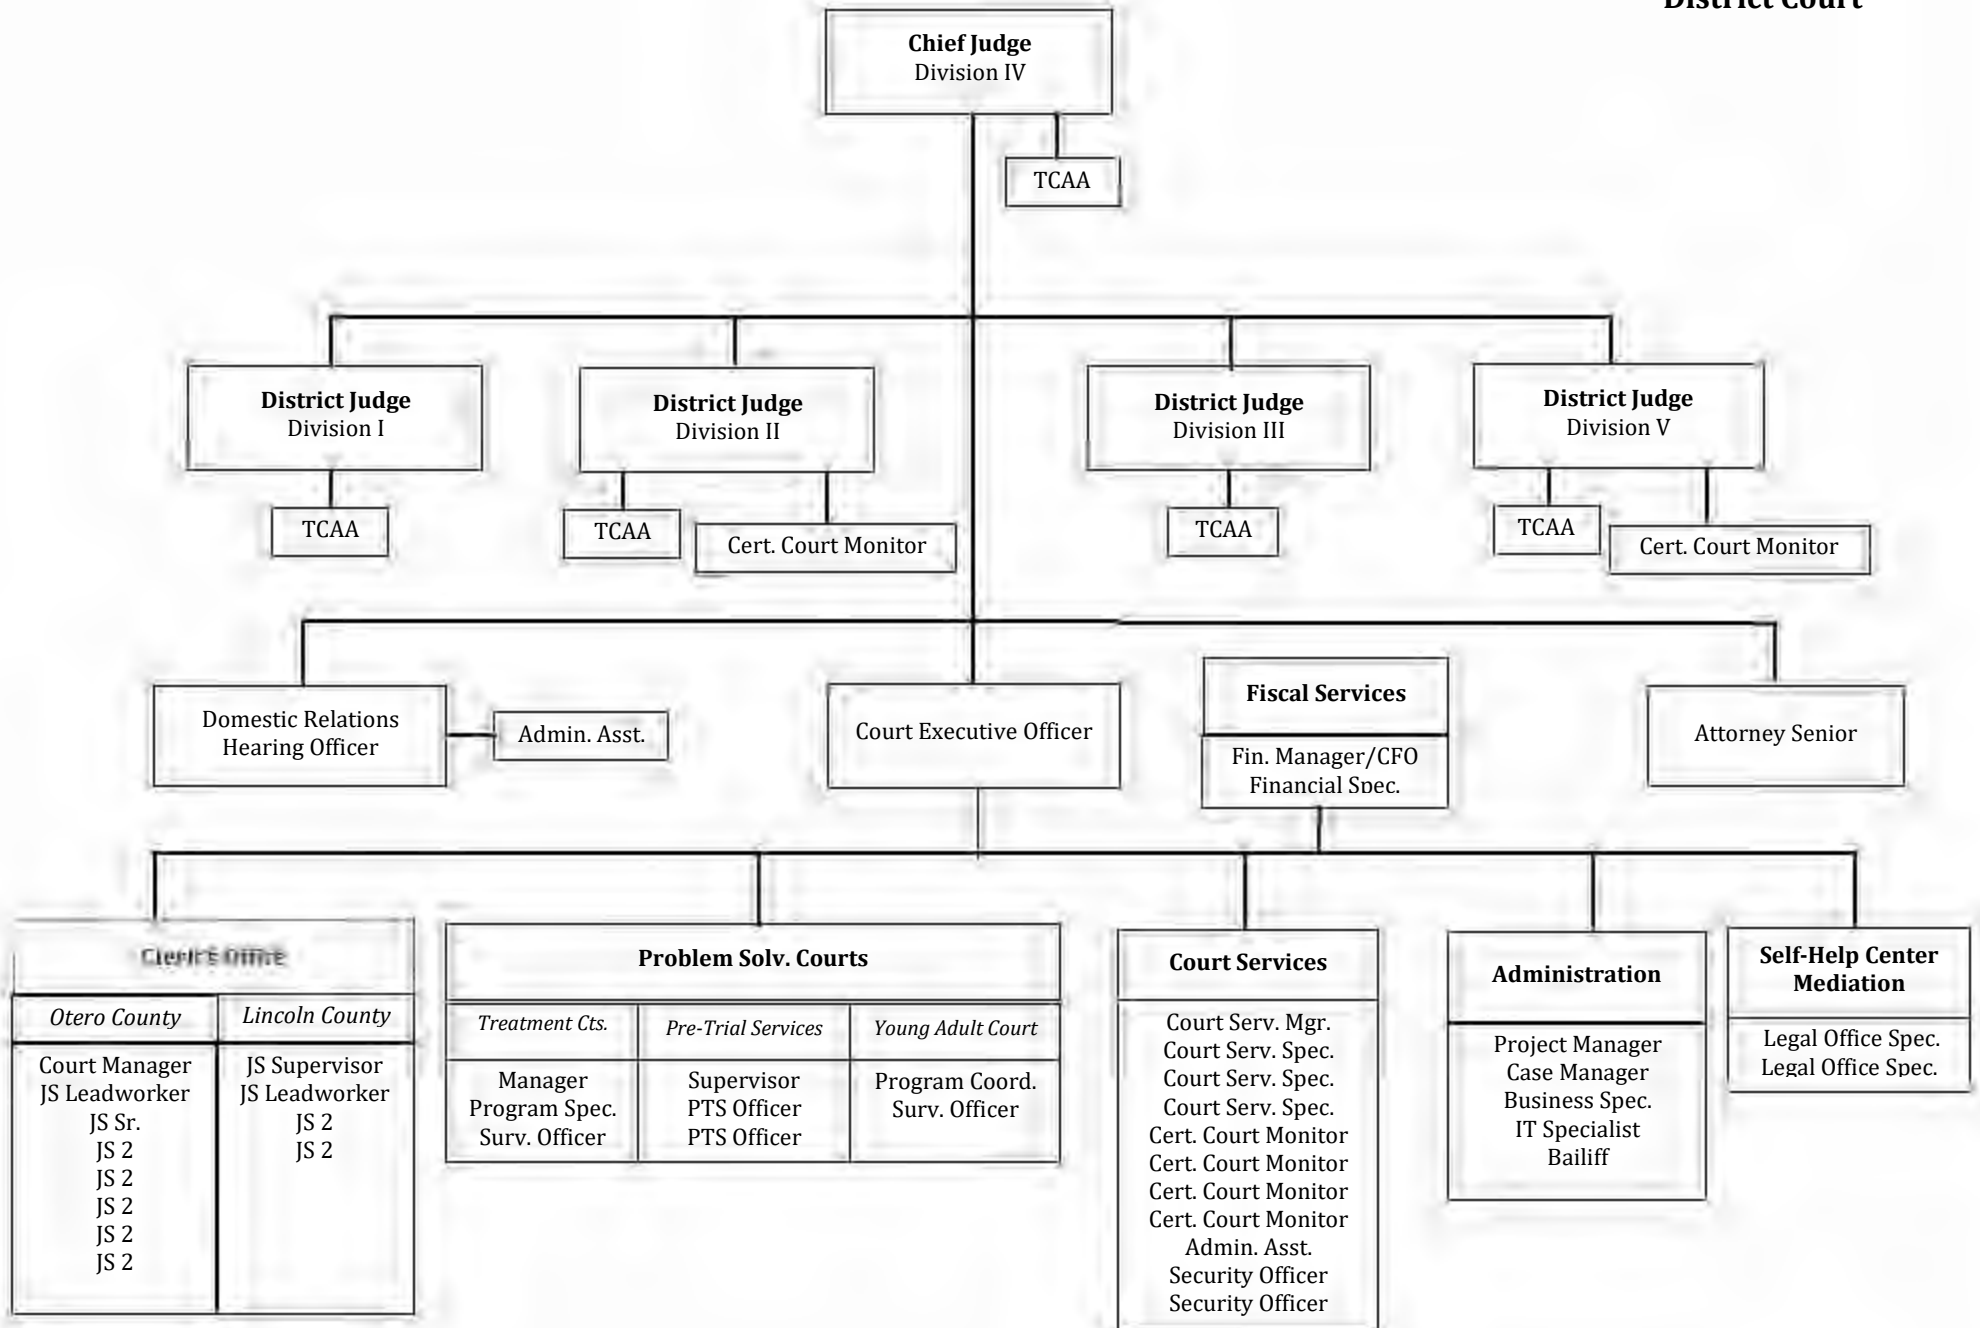 District Court
Chief Judge
Division IV
TCAA
District Judge
Division I
TCAA
District Judge
Division II
TCAA
Cert. Court Monitor
District Judge
Division III
TCAA
District Judge
Division V
TCAA
Cert. Court Monitor
Domestic Relations
Hearing Officer
Admin. Asst.
Court Executive Officer
Fiscal Services
Fin. Manager/CFO
Financial Spec.
Attorney Senior
Clerk's Office
Otero County
Court Manager
JS Leadworker
JS Sr.
JS 2
JS 2
JS 2
JS 2
JS 2
Lincoln County
JS Supervisor
JS Leadworker
JS 2
JS 2
Problem Solv. Courts
Treatment Cts.
Manager
Program Spec.
Surv. Officer
Pre-Trial Services
Supervisor
PTS Officer
PTS Officer
Young Adult Court
Program Coord.
Surv. Officer
Court Services
Court Serv. Mgr.
Court Serv. Spec.
Court Serv. Spec.
Court Serv. Spec.
Cert. Court Monitor
Cert. Court Monitor
Cert. Court Monitor
Cert. Court Monitor
Admin. Asst.
Security Officer
Security Officer
Administration
Project Manager
Case Manager
Business Spec.
IT Specialist
Bailiff
Self-Help Center
Mediation
Legal Office Spec.
Legal Office Spec.